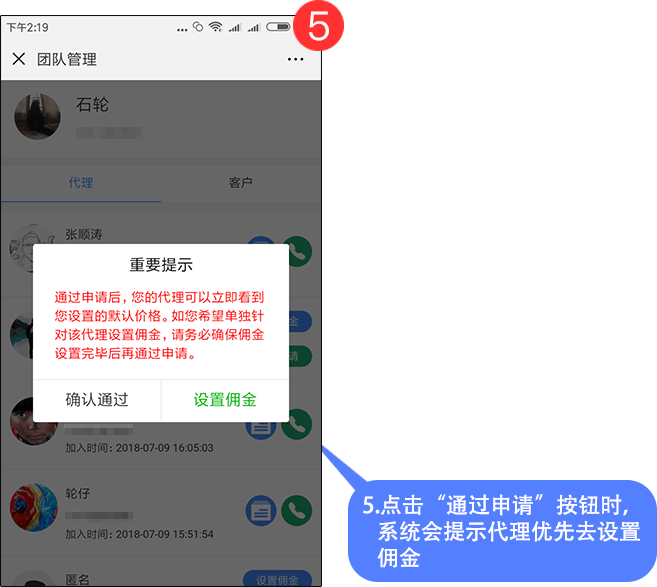 下午2:19
5
团队管理
石轮
代理
客户
张顺涛
重要提示
通过申请后，您的代理可以立即看到
您设置的默认价格。如您希望单独针
对该代理设置佣金，请务必确保佣金
设置完毕后再通过申请。
金
请
确认通过
设置佣金
加入时间：2018-07-09 16:05:03
轮仔
加入时间：2018-07-09 15:51:54
匿名
设置佣金
5.点击“通过申请”按钮时，
系统会提示代理优先去设置
佣金